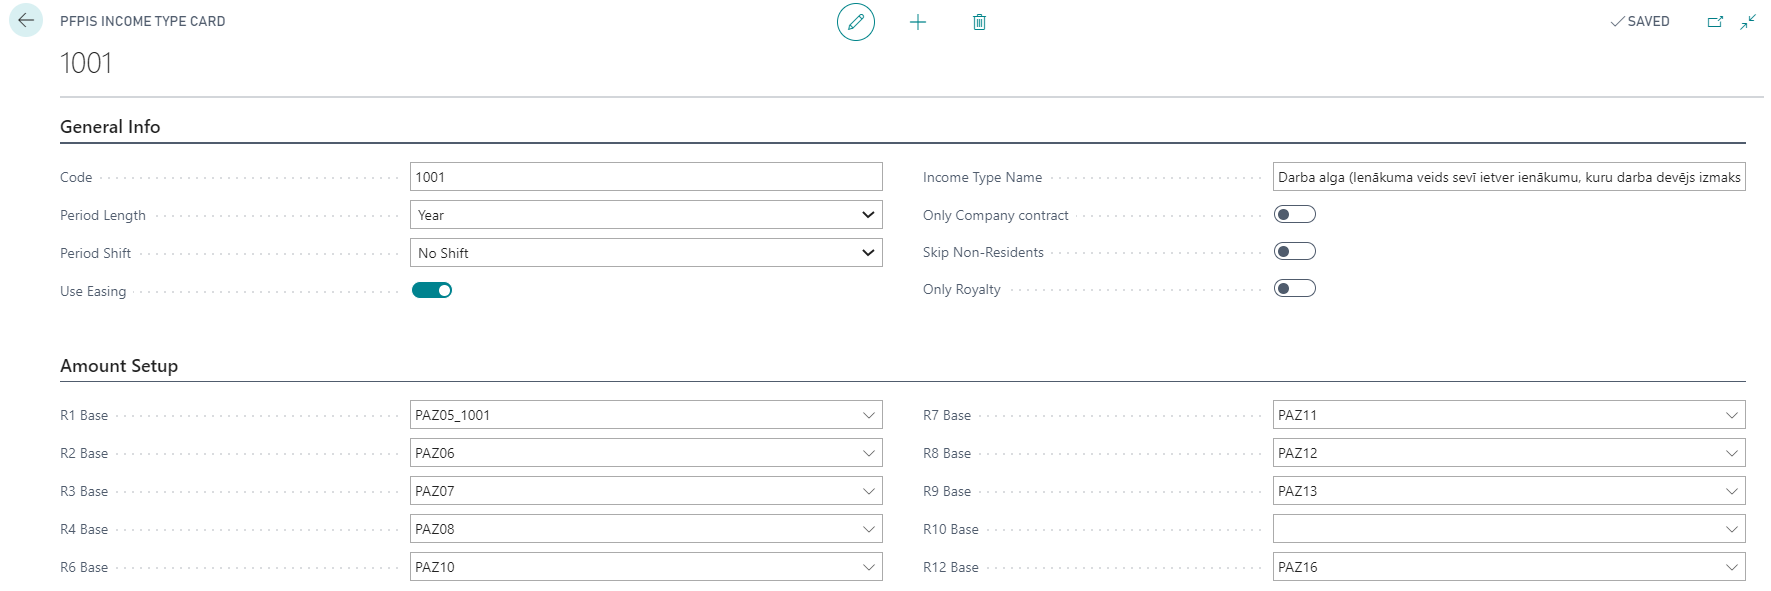 PFPIS INCOME TYPE CARD
SAVED
1001
General Info
Code 1001
Period Length Year
Period Shift No Shift
Use Easing
Income Type Name Darba alga (Ienākuma veids sevī ietver ienākumu, kuru darba devējs izmaks
Only Company contract
Skip Non-Residents
Only Royalty
Amount Setup
R1 Base PAZ05_1001
R2 Base PAZ06
R3 Base PAZ07
R4 Base PAZ08
R6 Base PAZ10
R7 Base PAZ11
R8 Base PAZ12
R9 Base PAZ13
R10 Base
R12 Base PAZ16